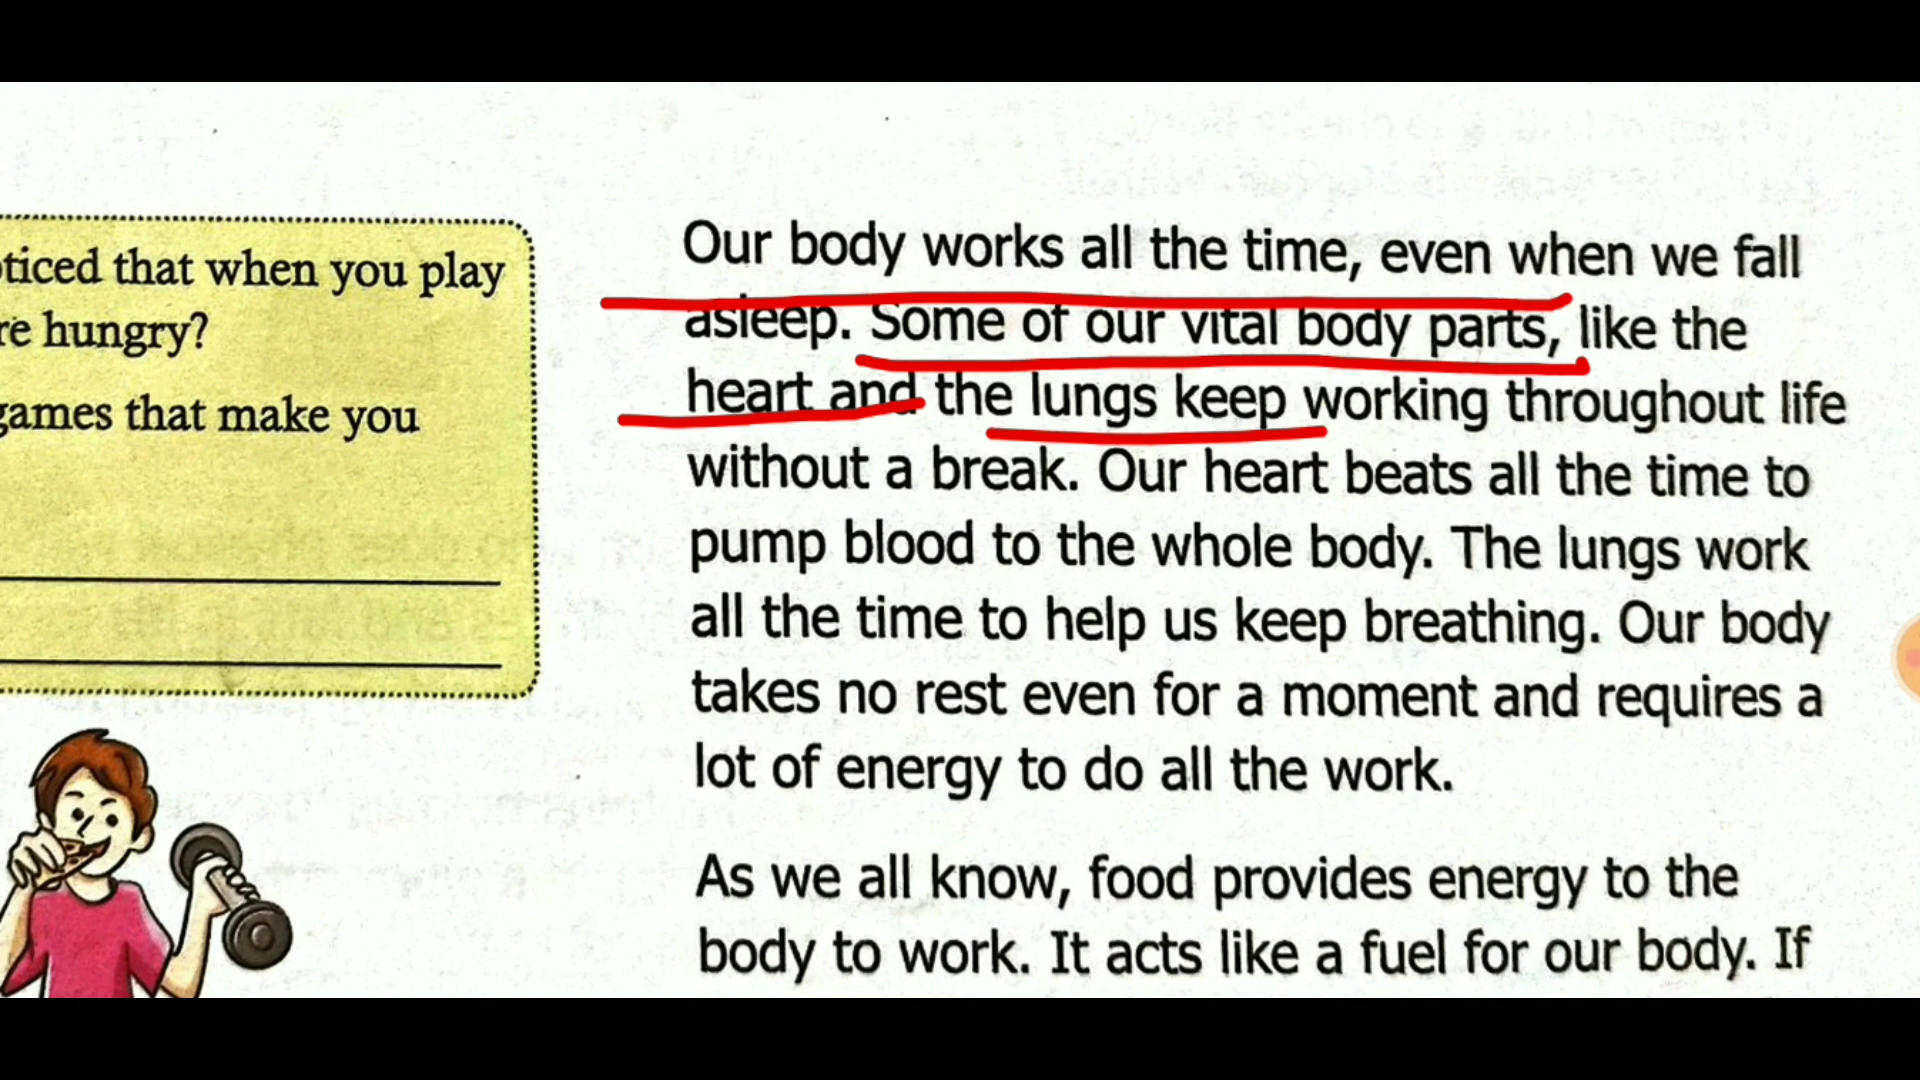 oticed that when you play
re hungry?
games that make you
Our body works all the time, even when we fall
asleep. Some of our vital body parts, like the
heart and the lungs keep working throughout life
without a break. Our heart beats all the time to
pump blood to the whole body. The lungs work
all the time to help us keep breathing. Our body
takes no rest even for a moment and requires a
lot of energy to do all the work.
As we all know, food provides energy to the
body to work. It acts like a fuel for our body. If